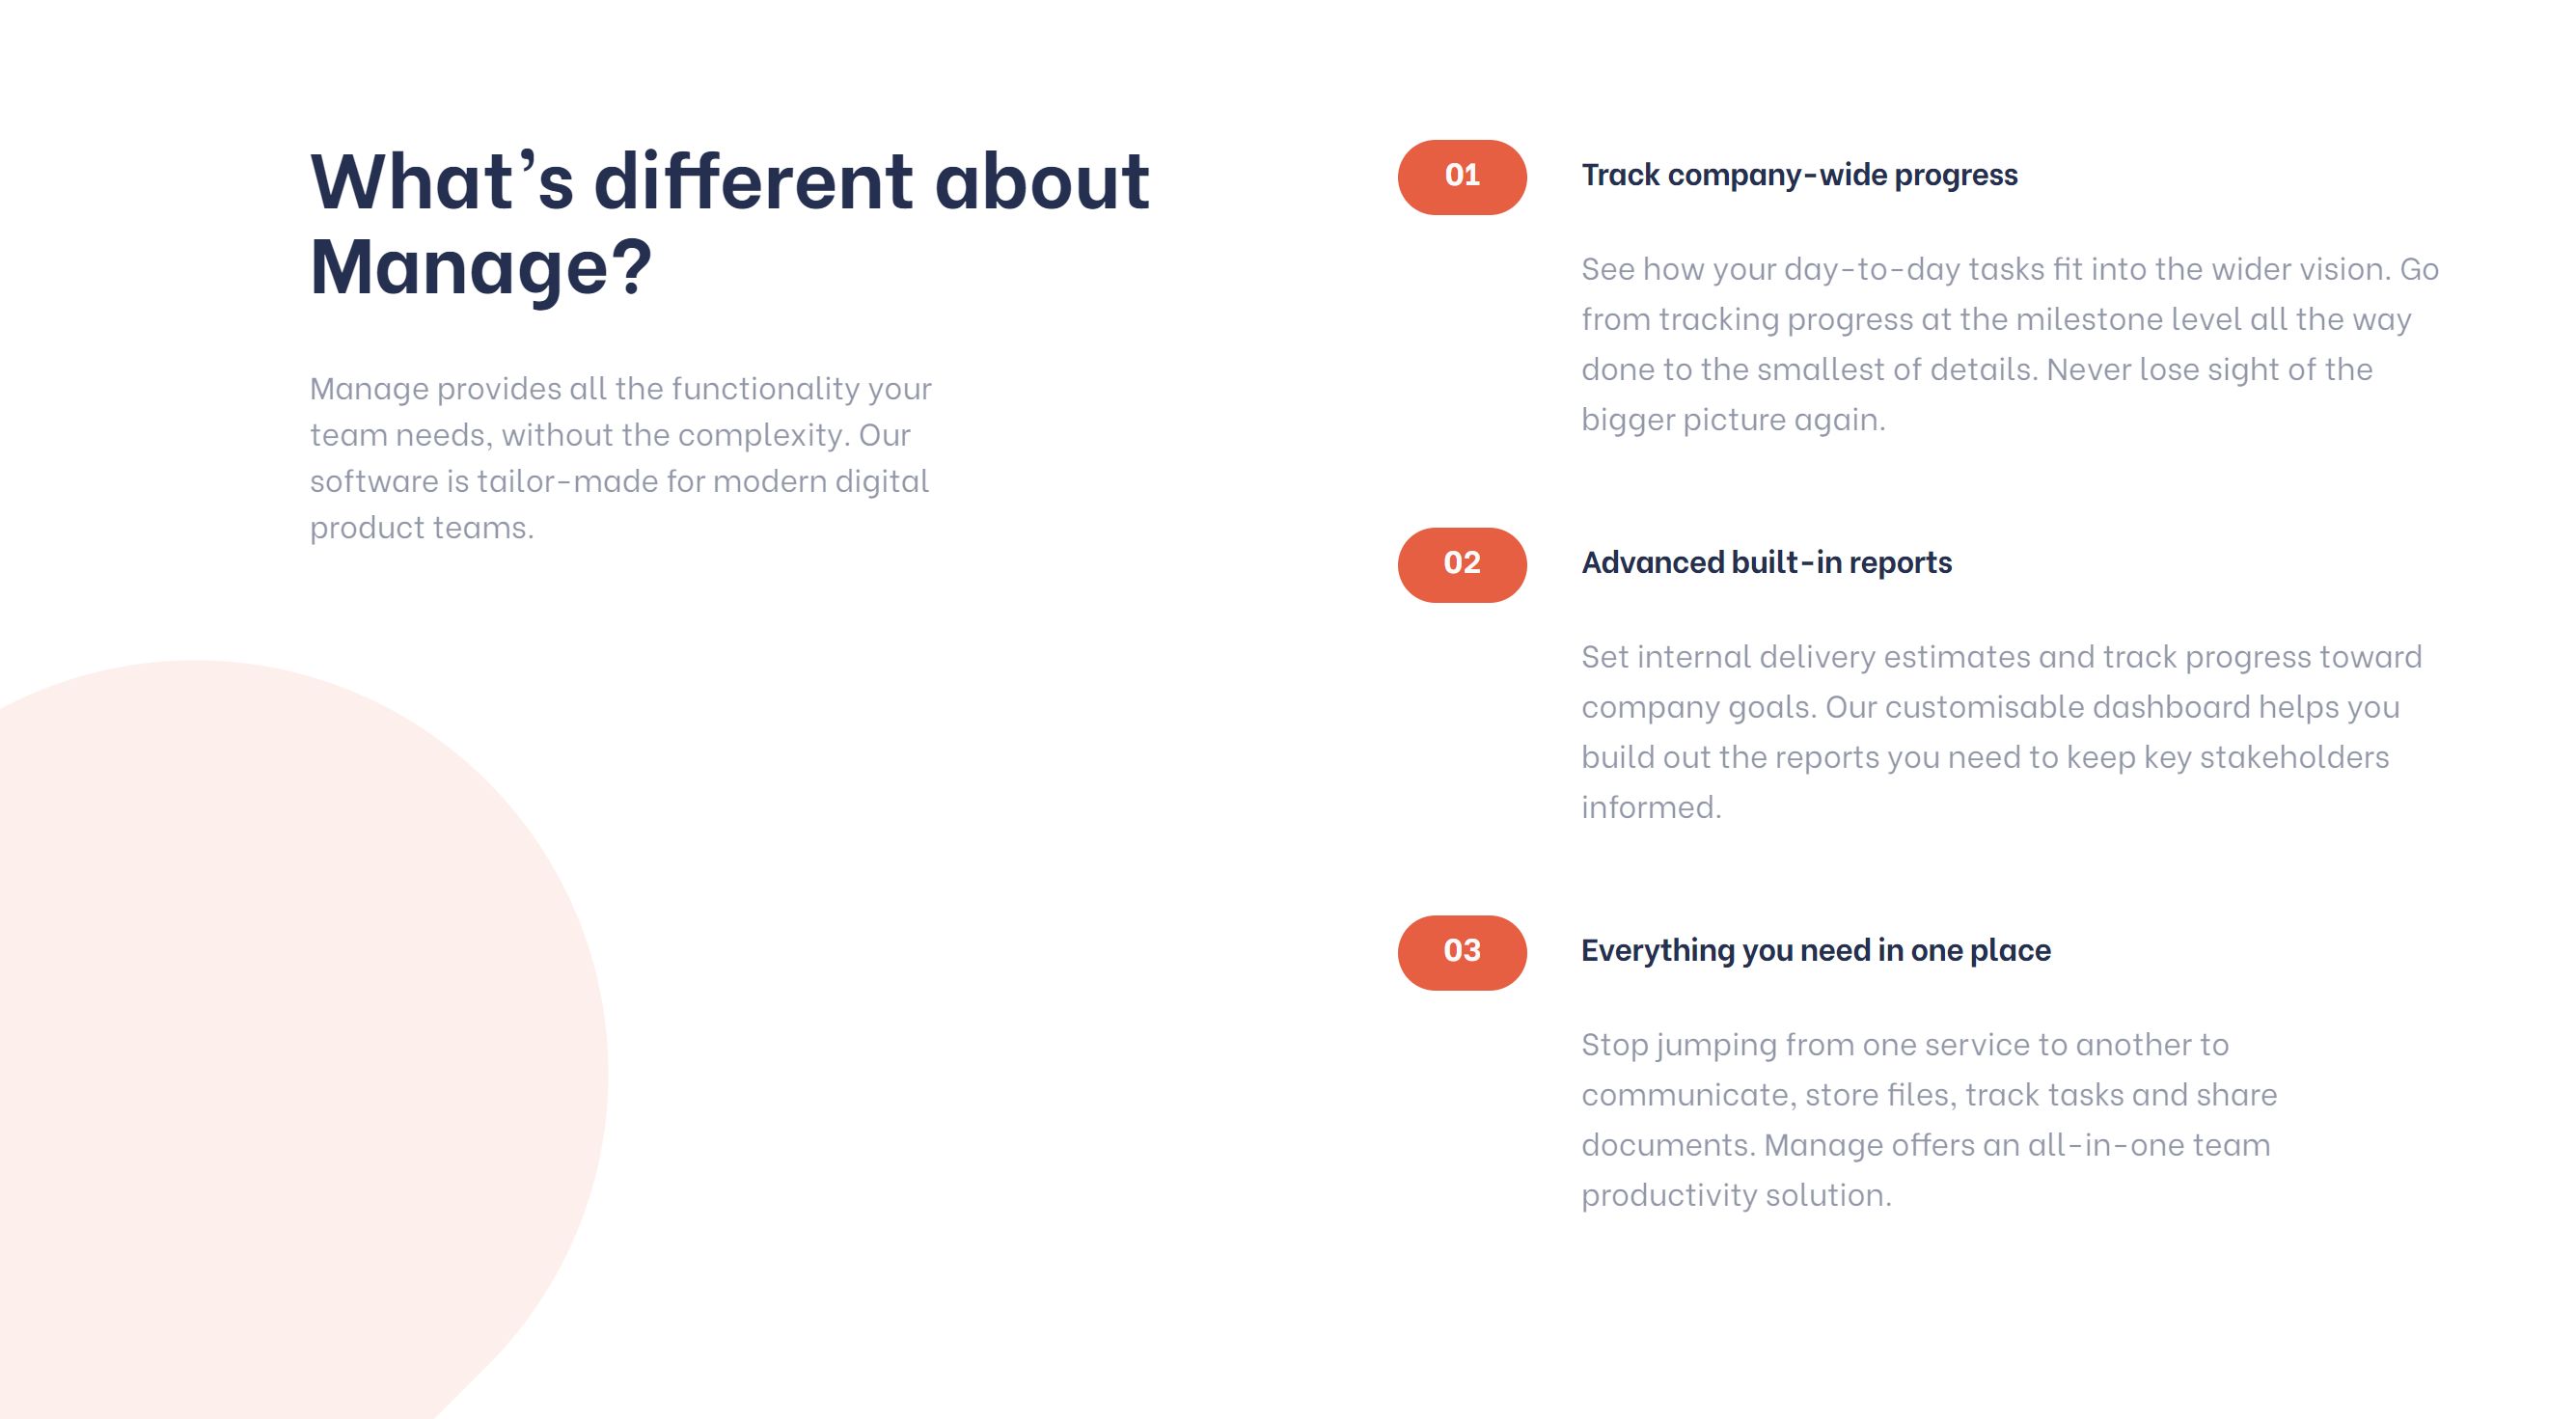 What’s different about
Manage?
Manage provides all the functionality your
team needs, without the complexity. Our
software is tailor-made for modern digital
product teams.
01
Track company-wide progress
See how your day-to-day tasks fit into the wider vision. Go
from tracking progress at the milestone level all the way
done to the smallest of details. Never lose sight of the
bigger picture again.
02
Advanced built-in reports
Set internal delivery estimates and track progress toward
company goals. Our customisable dashboard helps you
build out the reports you need to keep key stakeholders
informed.
03
Everything you need in one place
Stop jumping from one service to another to
communicate, store files, track tasks and share
documents. Manage offers an all-in-one team
productivity solution.